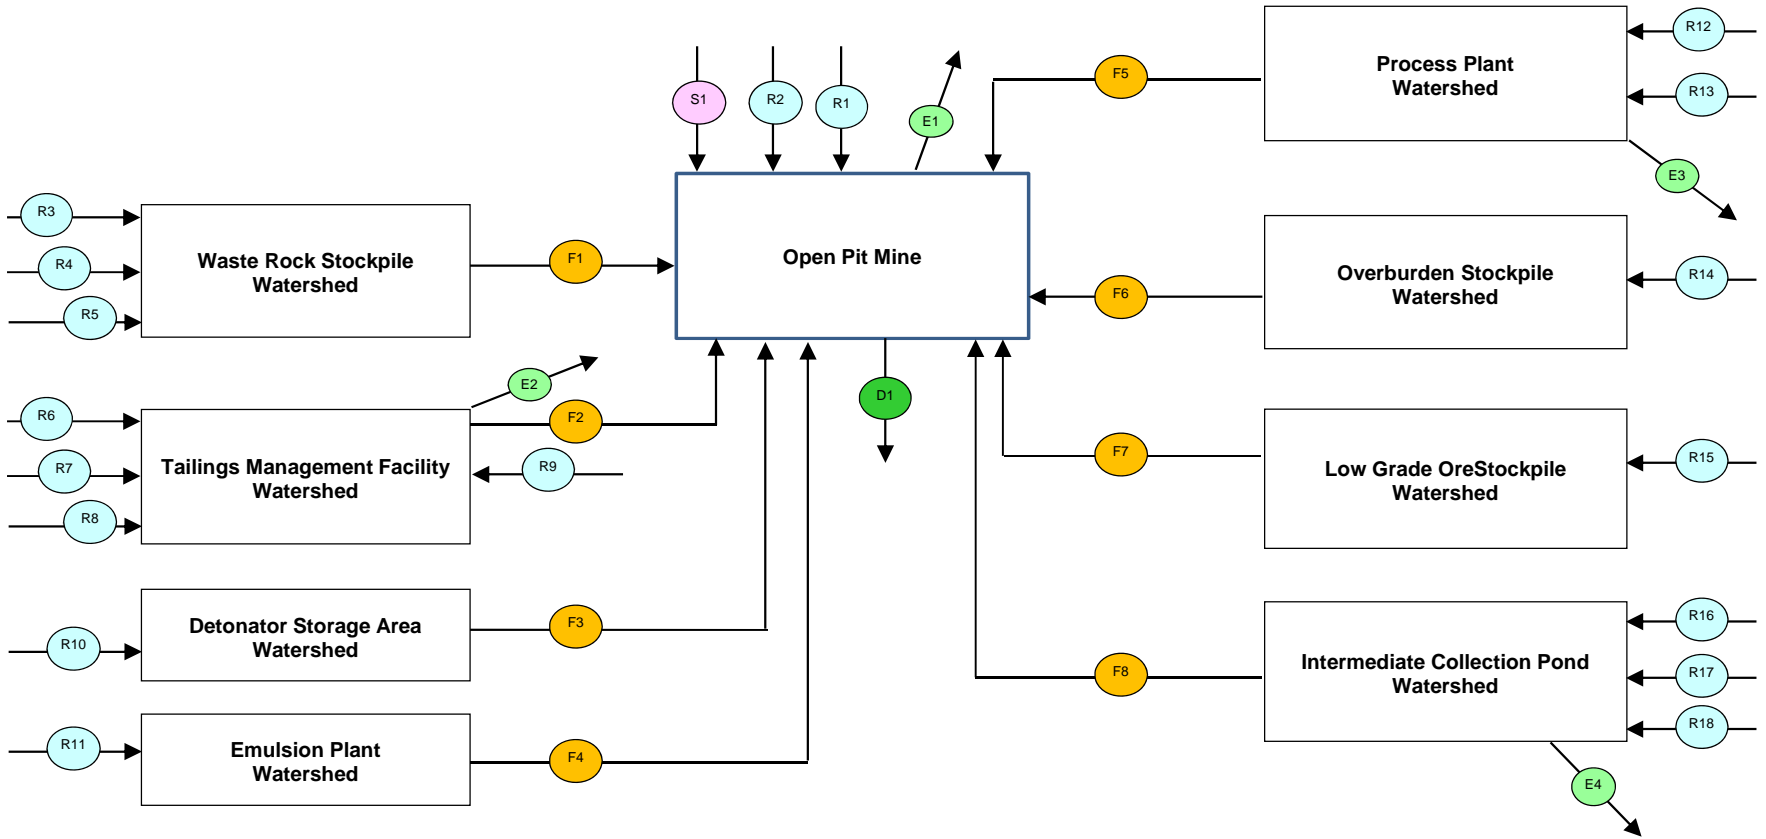 R12
Process Plant
Watershed
F5
R13
S1
R2
R1
E1
E3
R3
R4
R5
Waste Rock Stockpile
Watershed
F1
Open Pit Mine
Overburden Stockpile
Watershed
F6
R14
E2
R6
F2
D1
R7
Tailings Management Facility
Watershed
R9
R8
F7
Low Grade OreStockpile
Watershed
R15
Detonator Storage Area
Watershed
F3
R10
R16
Intermediate Collection Pond
Watershed
F8
R17
R18
R11
Emulsion Plant
Watershed
F4
E4